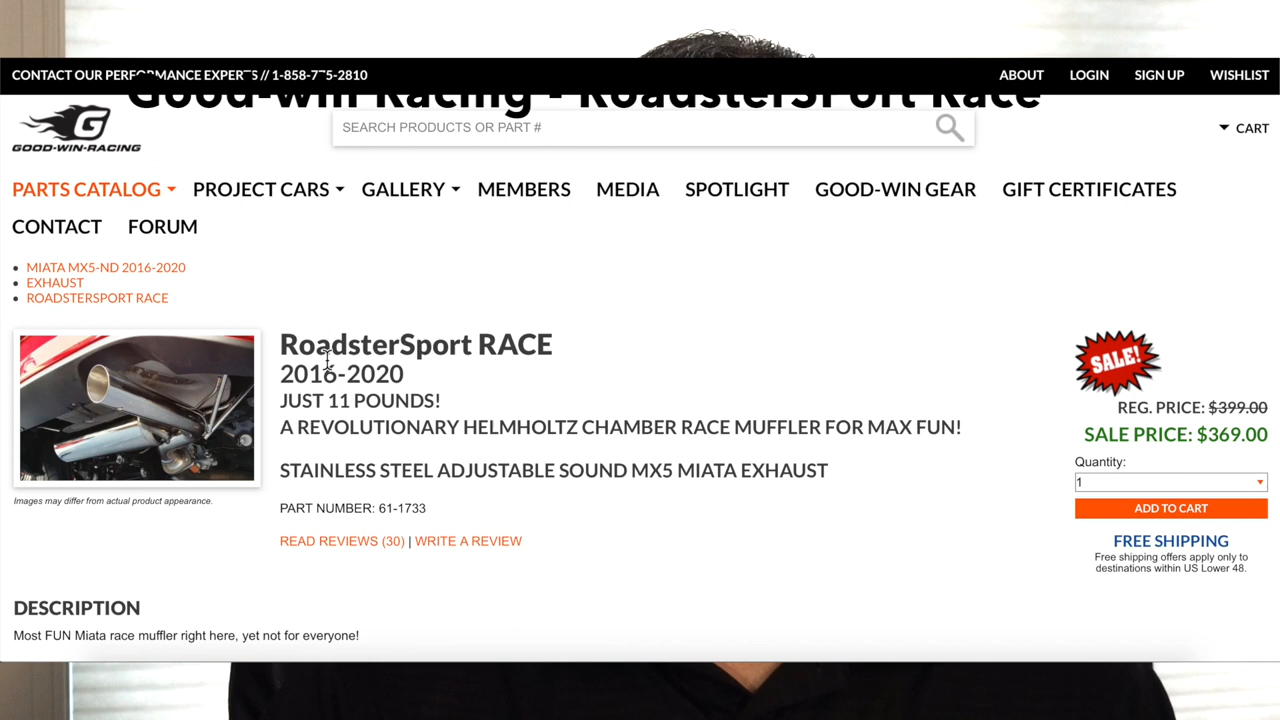 CONTACT OUR PERFORMANCE EXPERTS // 1-858-775-2810
ABOUT LOGIN SIGN UP WISHLIST
Good-win Racing - RoadsterSport Race
G
GOOD-WIN-RACING
SEARCH PRODUCTS OR PART #
CART
PARTS CATALOG PROJECT CARS GALLERY MEMBERS MEDIA SPOTLIGHT GOOD-WIN GEAR GIFT CERTIFICATES
CONTACT FORUM
• MIATA MX5-ND 2016-2020
• EXHAUST
• ROADSTERSPORT RACE
RoadsterSport RACE
2016-2020
JUST 11 POUNDS!
A REVOLUTIONARY HELMHOLTZ CHAMBER RACE MUFFLER FOR MAX FUN!
STAINLESS STEEL ADJUSTABLE SOUND MX5 MIATA EXHAUST
PART NUMBER: 61-1733
READ REVIEWS (30) | WRITE A REVIEW
Images may differ from actual product appearance.
SALE!
REG. PRICE: $399.00
SALE PRICE: $369.00
Quantity:
1
ADD TO CART
FREE SHIPPING
Free shipping offers apply only to
destinations within US Lower 48.
DESCRIPTION
Most FUN Miata race muffler right here, yet not for everyone!